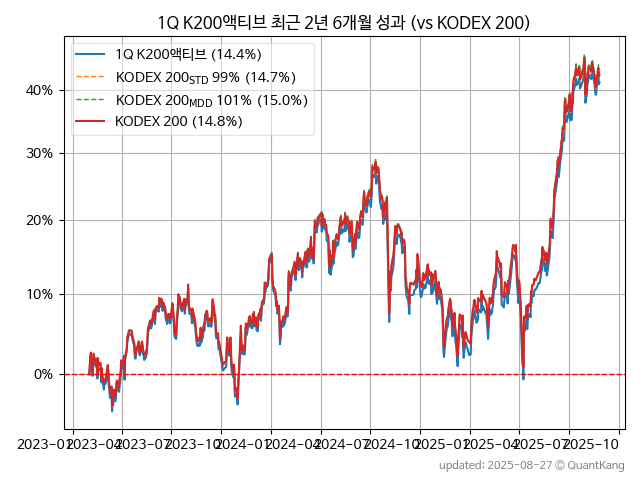 1Q K200액티브 최근 2년 6개월 성과 (vs KODEX 200)
1Q K200액티브 (14.4%)
KODEX 200STD 99% (14.7%)
KODEX 200MDD 101% (15.0%)
KODEX 200 (14.8%)
40%
30%
20%
10%
0%
2023-01 2023-04 2023-07 2023-10 2024-01 2024-04 2024-07 2024-10 2025-01 2025-04 2025-07 2025-10
updated: 2025-08-27 © QuantKang